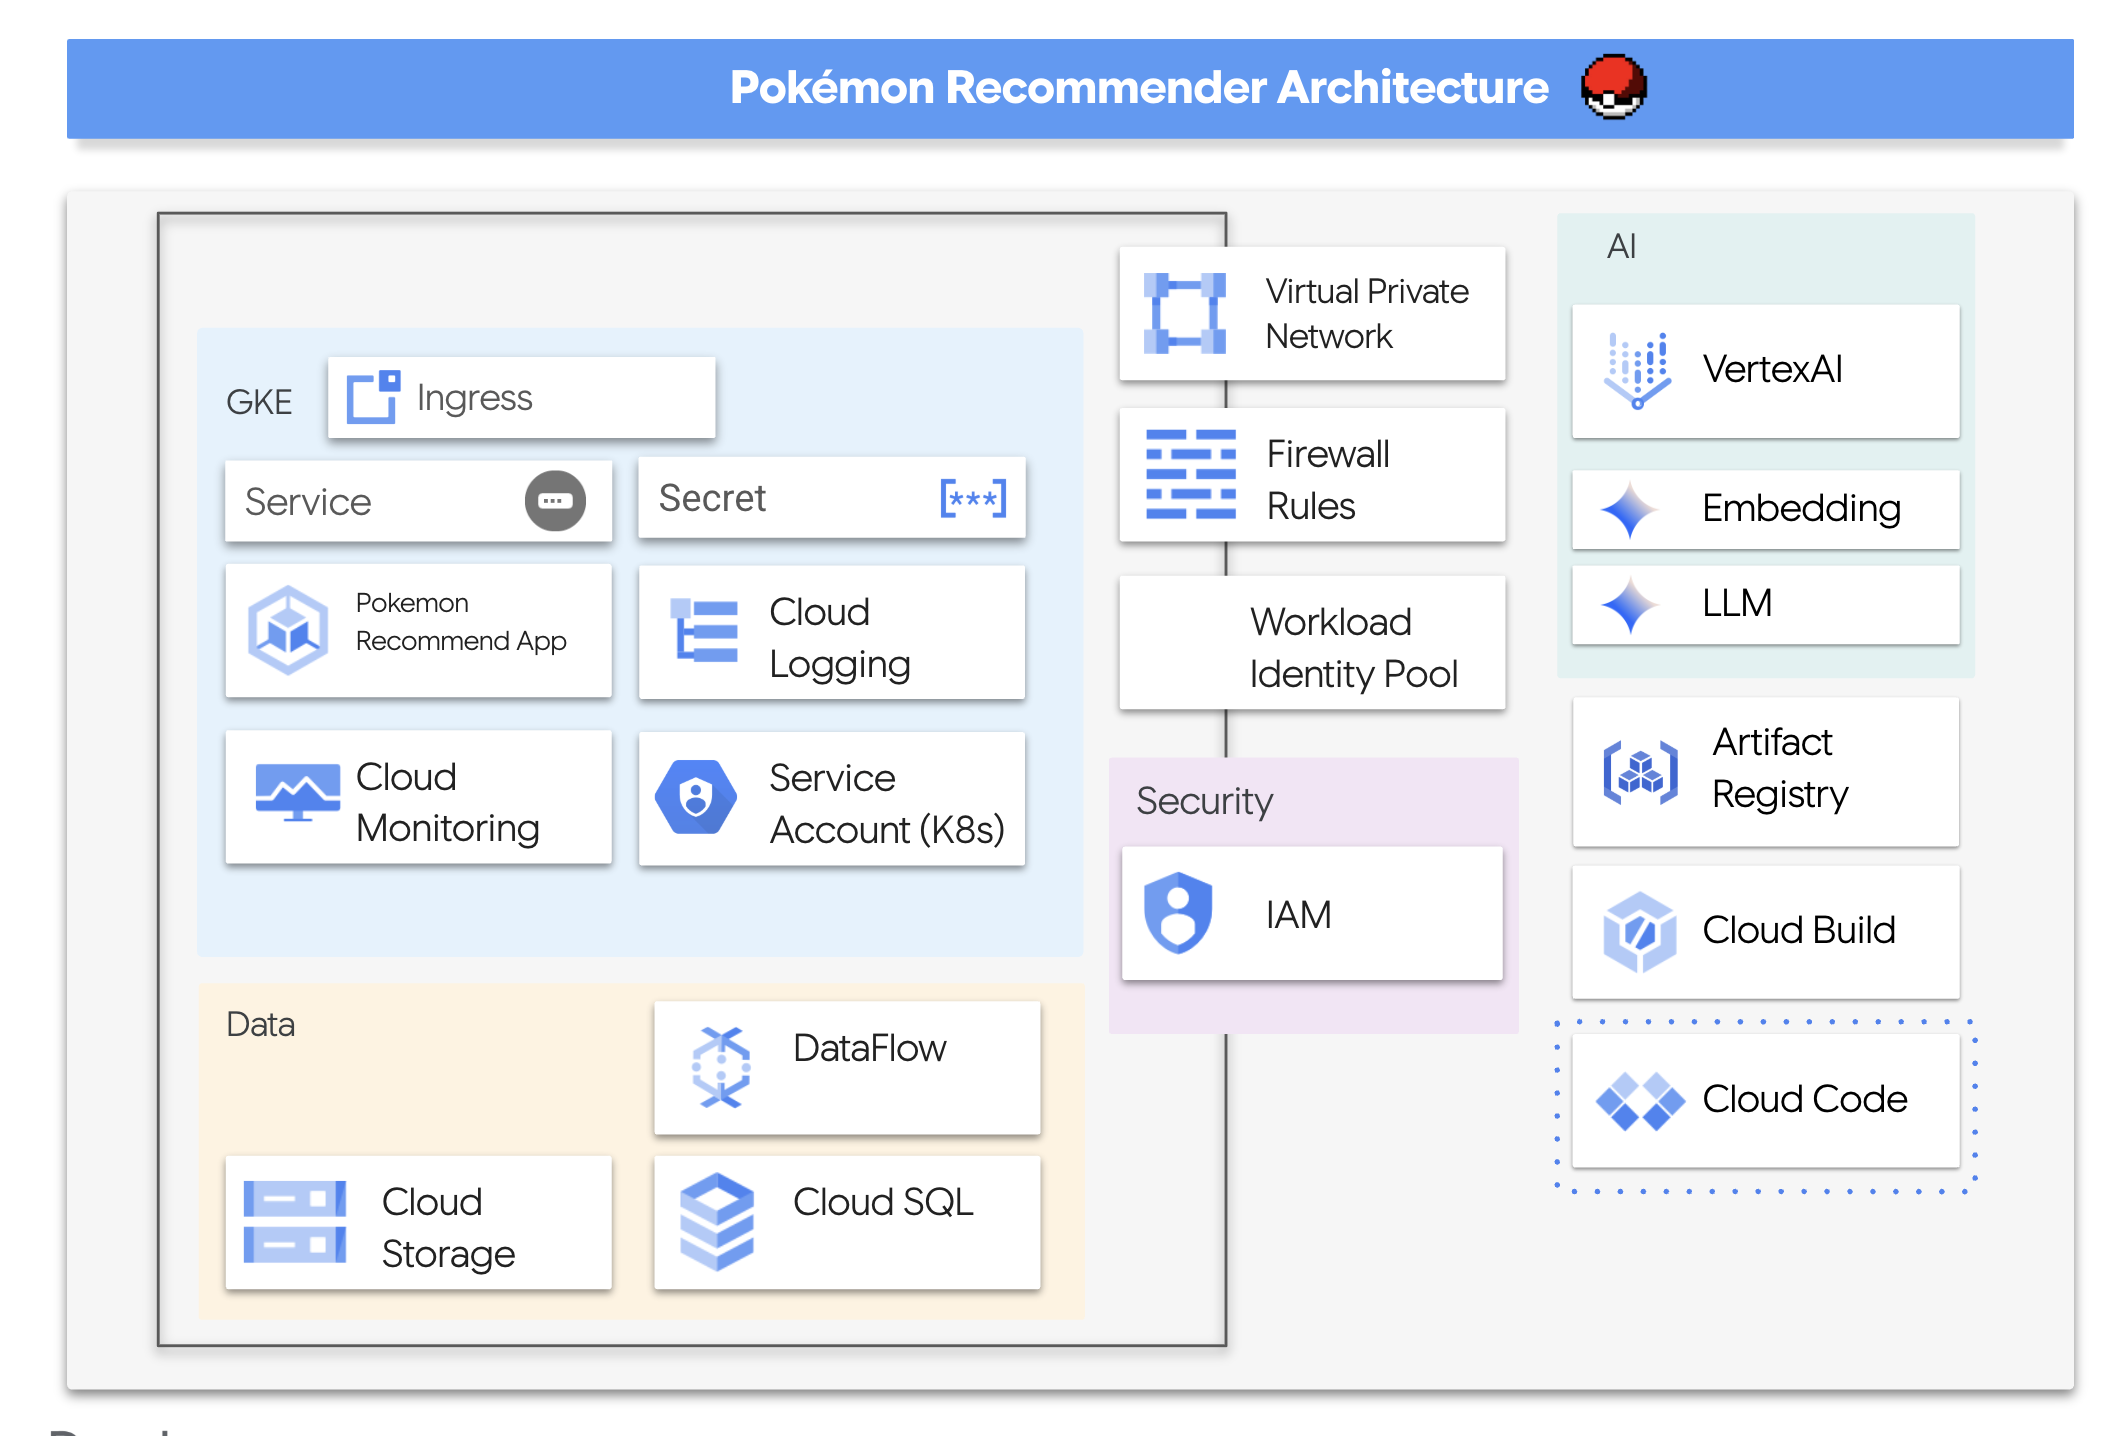 Pokémon Recommender Architecture
GKE
Ingress
Service
Secret
[***]
Pokemon
Recommend App
Cloud
Logging
Cloud
Monitoring
Service
Account (K8s)
Data
DataFlow
Cloud
Storage
Cloud SQL
Virtual Private
Network
Firewall
Rules
Workload
Identity Pool
Security
IAM
AI
VertexAI
Embedding
LLM
Artifact
Registry
Cloud Build
Cloud Code